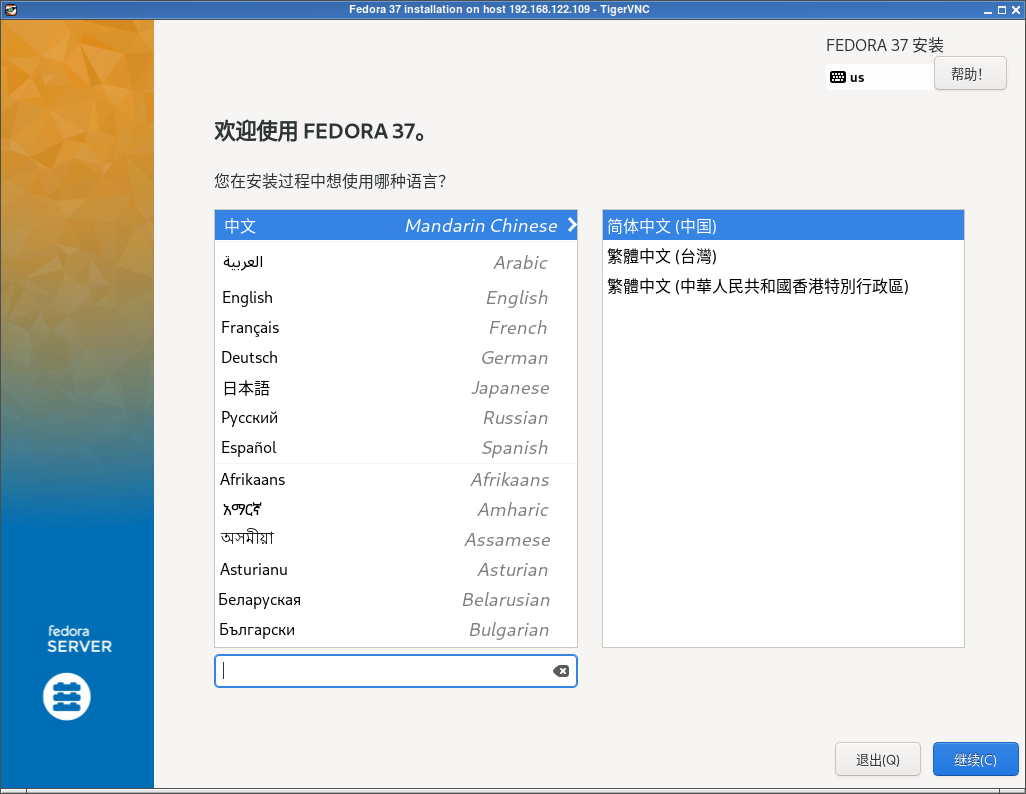 Fedora 37 installation on host 192.168.122.109 - TigerVNC
FEDORA 37 安装
us
帮助！
欢迎使用 FEDORA 37。
您在安装过程中想使用哪种语言？
中文 Mandarin Chinese
العربية Arabic
English English
Français French
Deutsch German
日本語 Japanese
Русский Russian
Español Spanish
Afrikaans Afrikaans
አማርኛ Amharic
অসমীয়া Assamese
Asturianu Asturian
Беларуская Belarusian
Български Bulgarian
简体中文 (中国)
繁體中文 (台灣)
繁體中文 (中華人民共和國香港特別行政區)
fedora
SERVER
退出(Q)
继续(C)